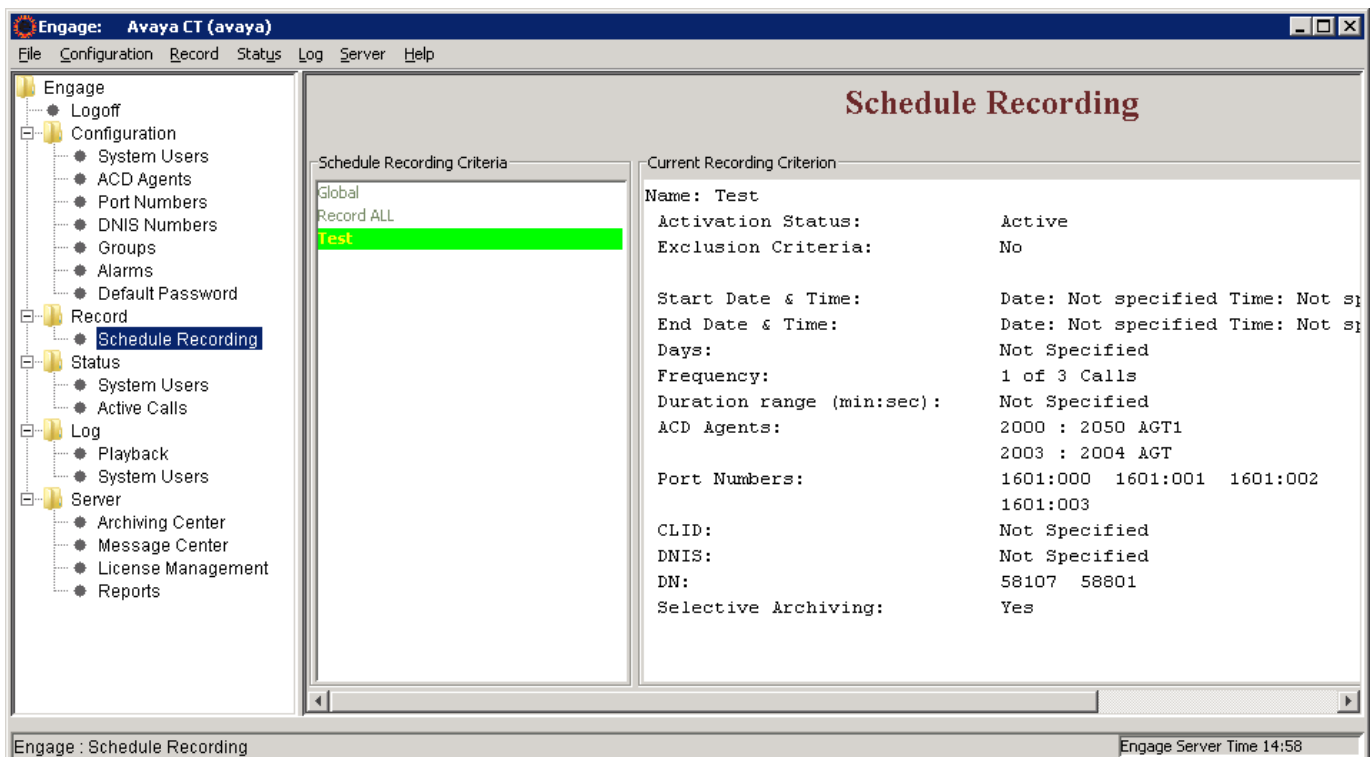 Engage: Avaya CT (avaya)
File Configuration Record Status Log Server Help
Engage
Logoff
Configuration
System Users
ACD Agents
Port Numbers
DNIS Numbers
Groups
Alarms
Default Password
Record
Schedule Recording
Status
System Users
Active Calls
Log
Playback
System Users
Server
Archiving Center
Message Center
License Management
Reports
Schedule Recording
Schedule Recording Criteria
Global
Record ALL
Test
Current Recording Criterion
Name: Test
Activation Status: Active
Exclusion Criteria: No
Start Date & Time: Date: Not specified Time: Not
End Date & Time: Date: Not specified Time: Not
Days: Not Specified
Frequency: 1 of 3 Calls
Duration range (min:sec): Not Specified
ACD Agents: 2000 : 2050 AGT1
2003 : 2004 AGT
Port Numbers: 1601:000 1601:001 1601:002
1601:003
CLID: Not Specified
DNIS: Not Specified
DN: 58107 58801
Selective Archiving: Yes
Engage : Schedule Recording
Engage Server Time 14:58